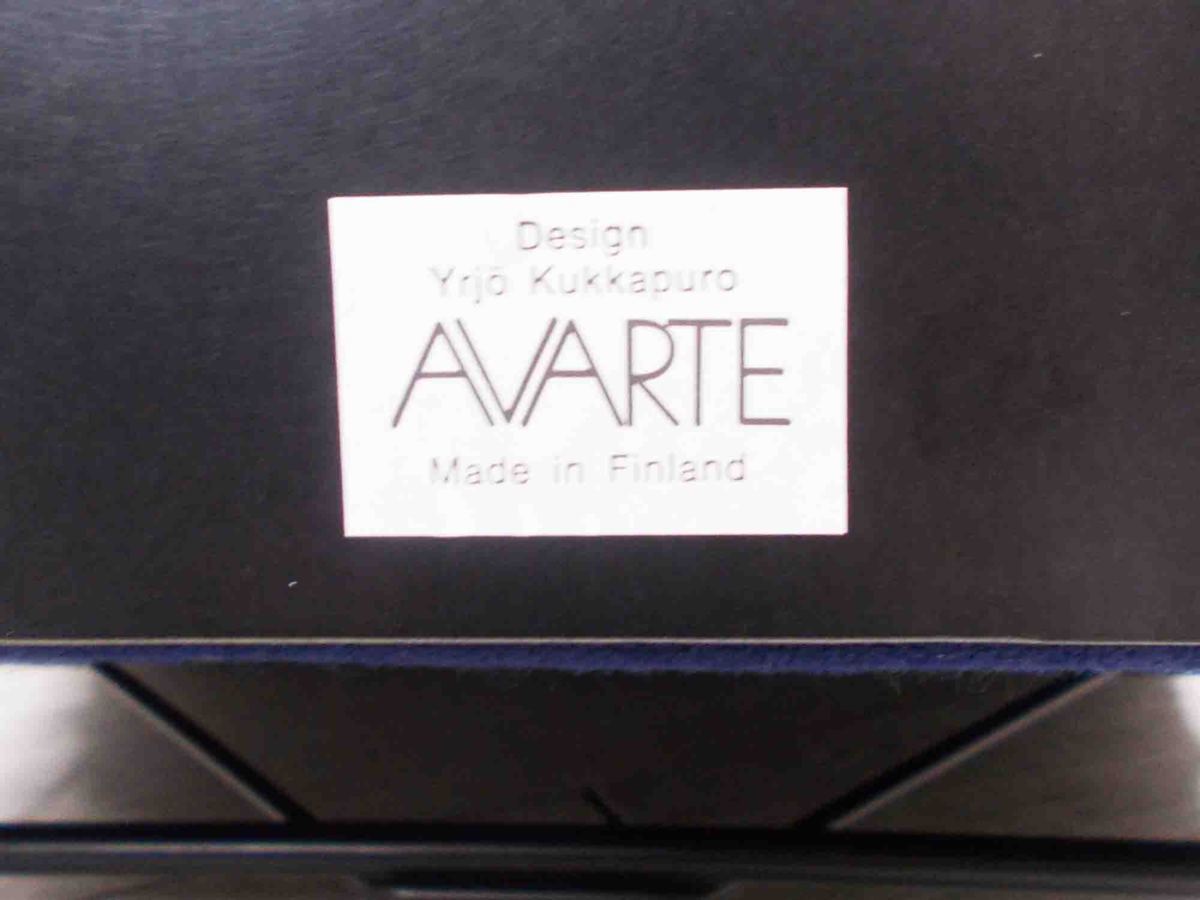 Design
Yrjö Kukkapuro
AVARTE
Made in Finland